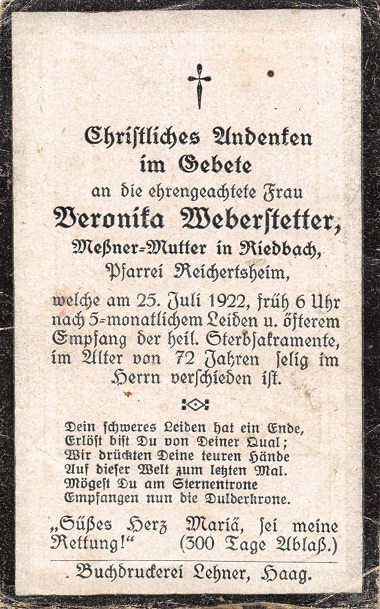 Christliches Andenken
im Gebete
an die ehrengeachtete Frau
Veronika Weberstetter,
Meßner-Mutter in Riedbach,
Pfarrei Reichertsheim,
welche am 25. Juli 1922, früh 6 Uhr
nach 5-monatlichem Leiden u. öfterem
Empfang der heil. Sterbsakramente,
im Alter von 72 Jahren selig im
Herrn verschieden ist.
Dein schweres Leiden hat ein Ende,
Erlöst bist Du von Deiner Qual;
Wir drückten Deine teuren Hände
Auf dieser Welt zum letzten Mal.
Mögest Du am Sternentrone
Empfangen nun die Dulderkrone.
„Süßes Herz Mariä, sei meine
Rettung!" (300 Tage Ablaß.)
Buchdruckerei Lehner, Haag.